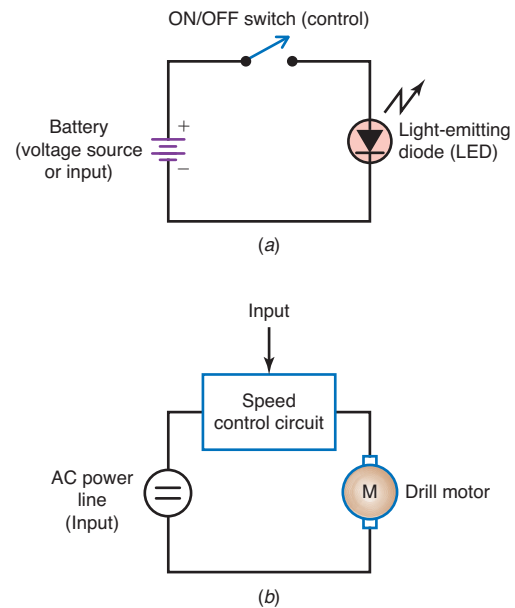 ON/OFF switch (control)
+
Battery
(voltage source
or input)
−
Light-emitting
diode (LED)
(a)
Input
Speed
control circuit
AC power
line
(Input)
M
Drill motor
(b)